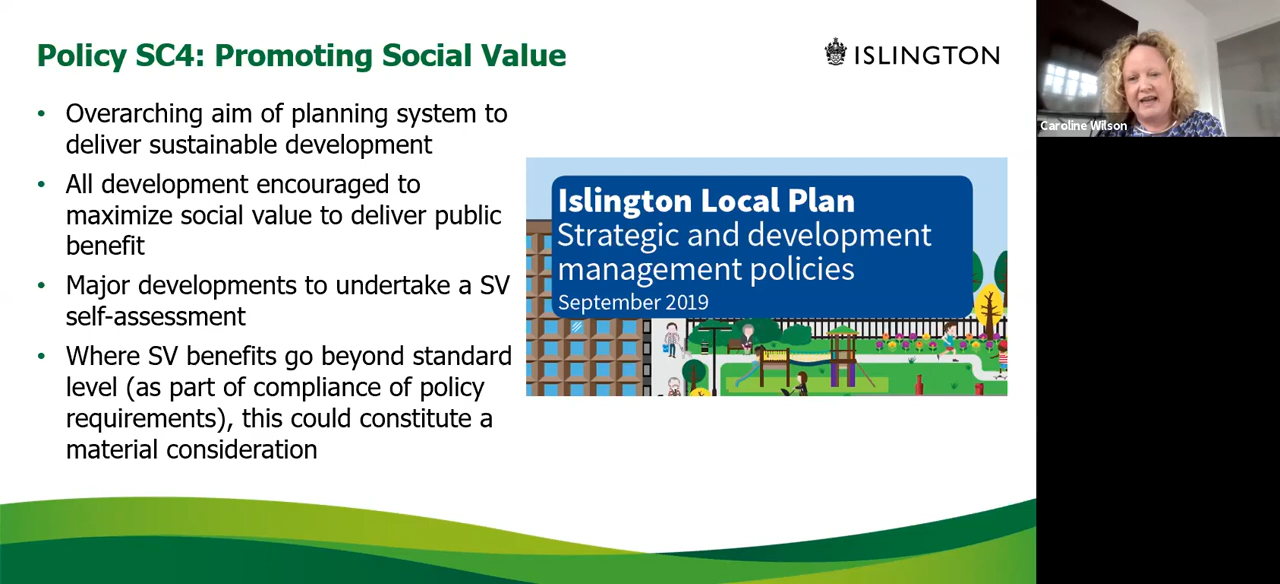 Policy SC4: Promoting Social Value
ISLINGTON
• Overarching aim of planning system to
deliver sustainable development
• All development encouraged to
maximize social value to deliver public
benefit
• Major developments to undertake a SV
self-assessment
• Where SV benefits go beyond standard
level (as part of compliance of policy
requirements), this could constitute a
material consideration
Islington Local Plan
Strategic and development
management policies
September 2019
Caroline Wilson